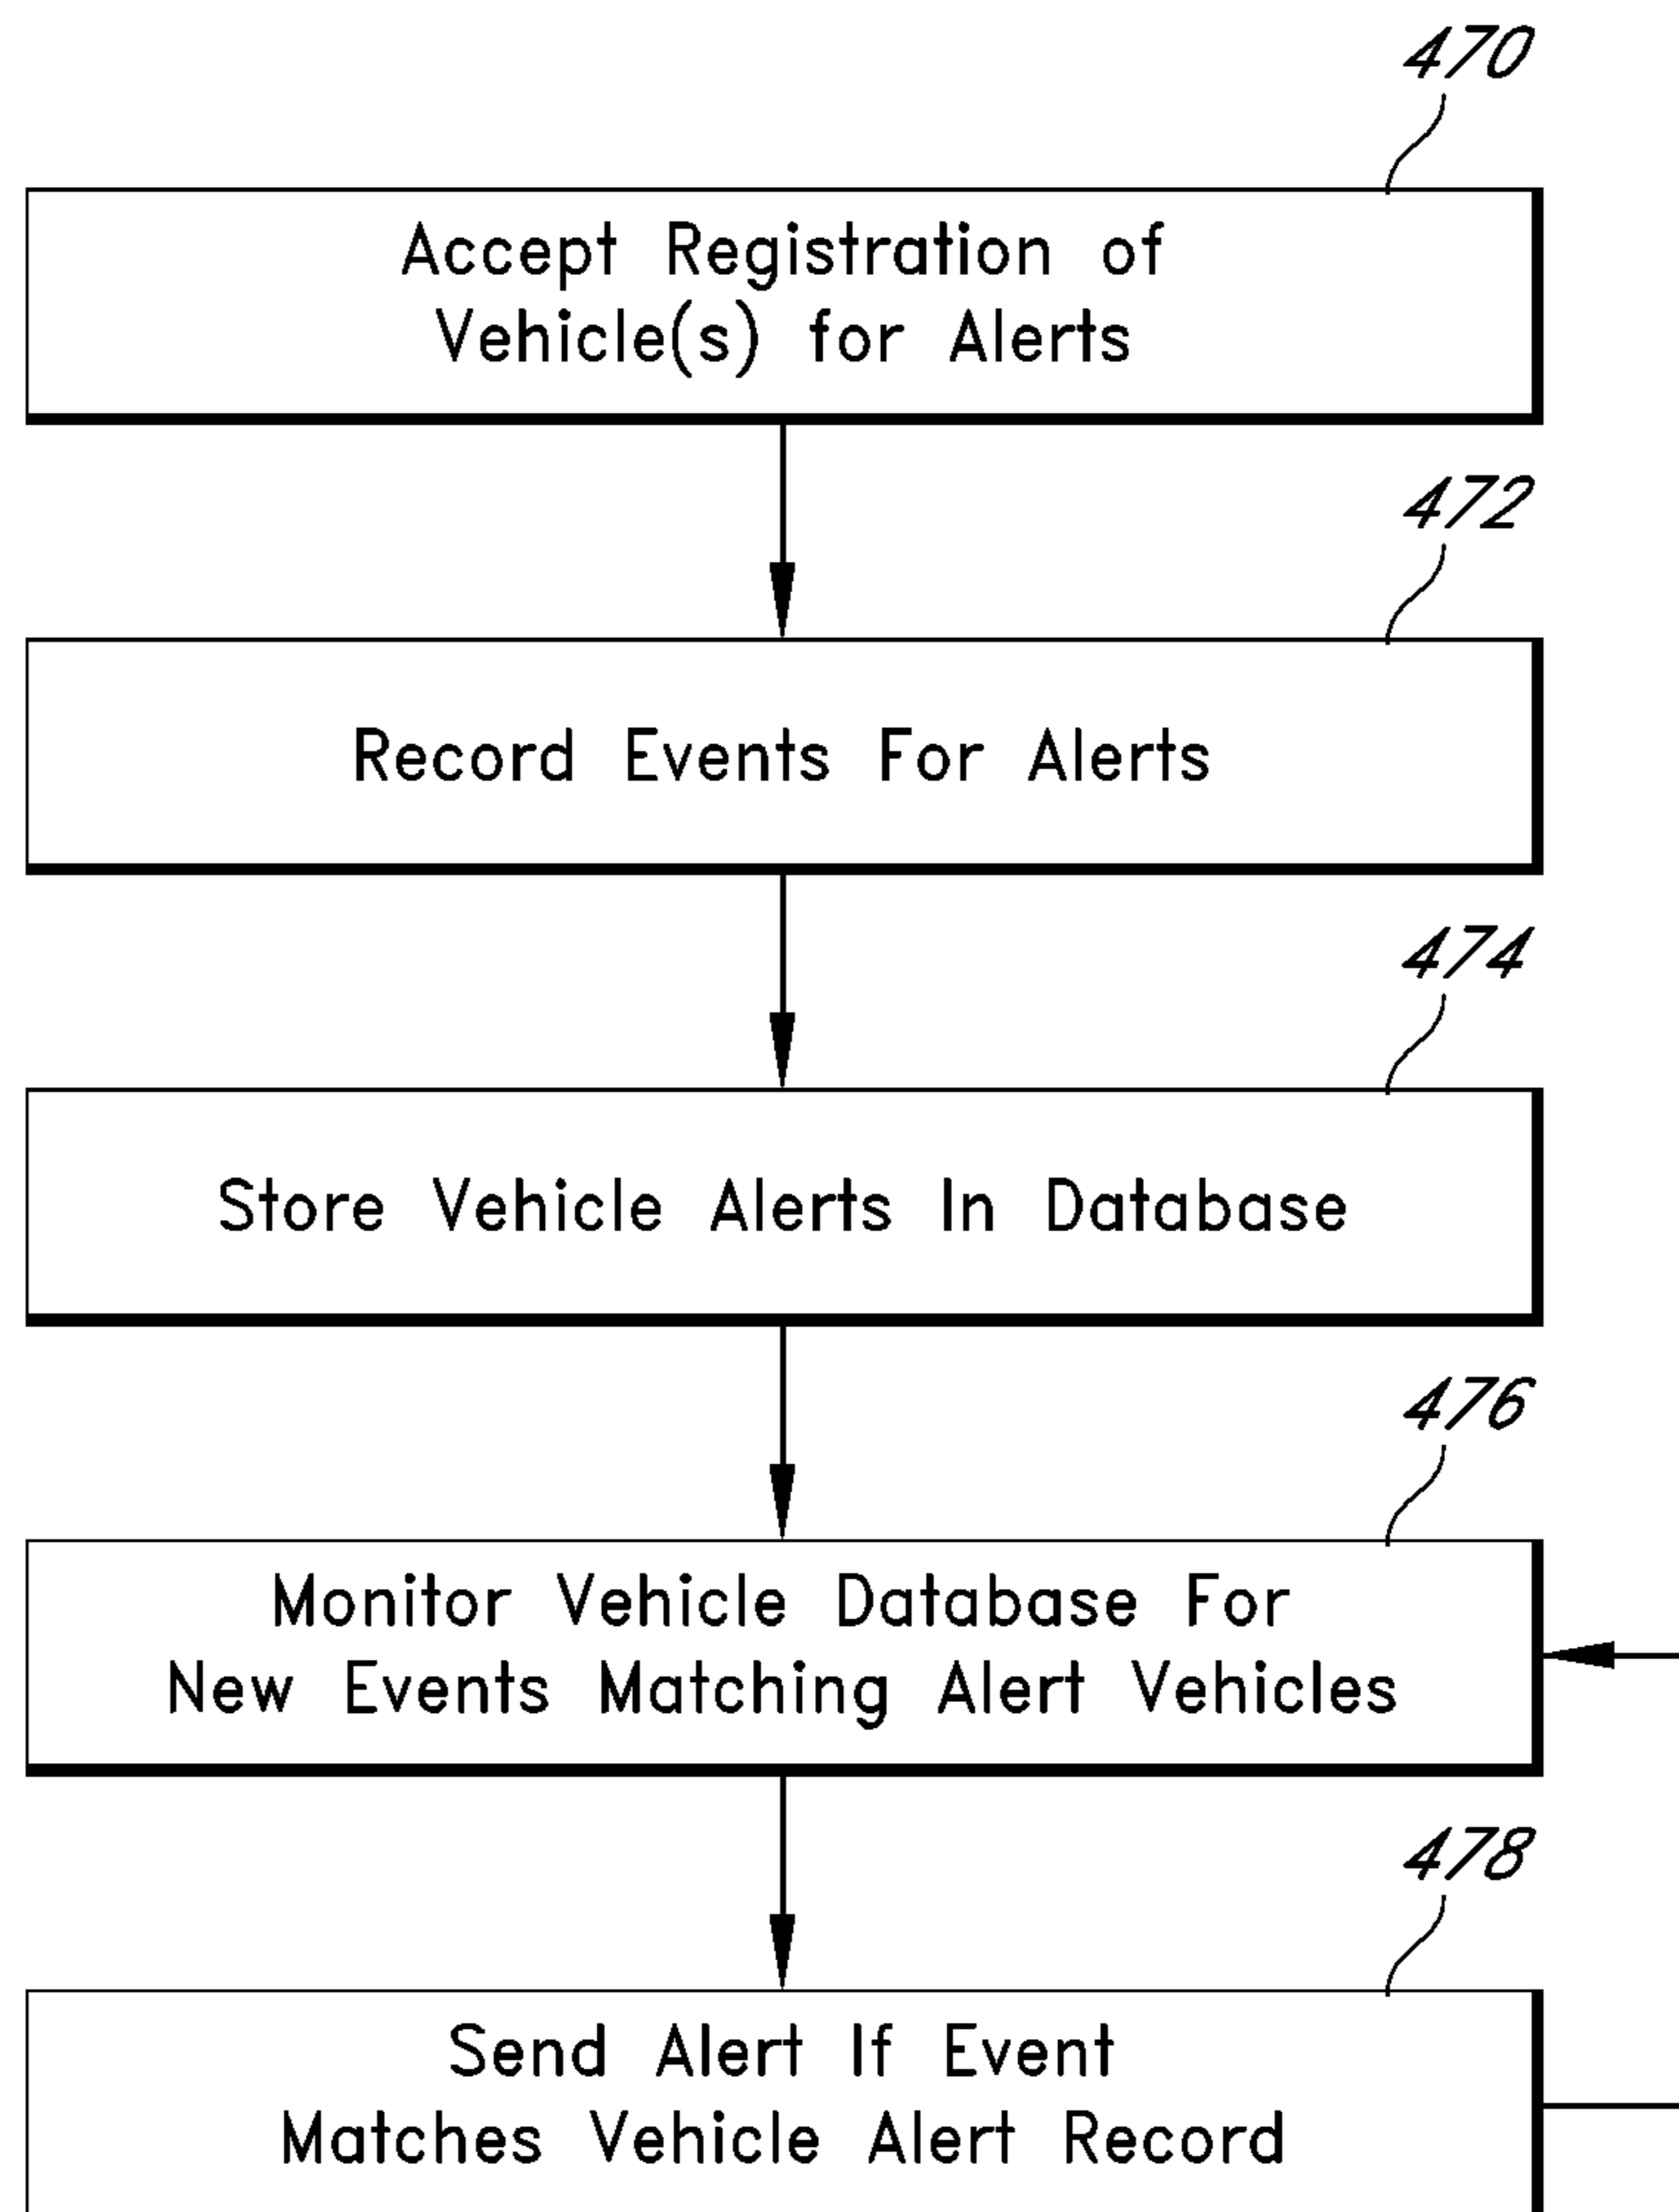 470
Accept Registration of
Vehicle(s) for Alerts
472
Record Events For Alerts
474
Store Vehicle Alerts In Database
476
Monitor Vehicle Database For
New Events Matching Alert Vehicles
478
Send Alert If Event
Matches Vehicle Alert Record